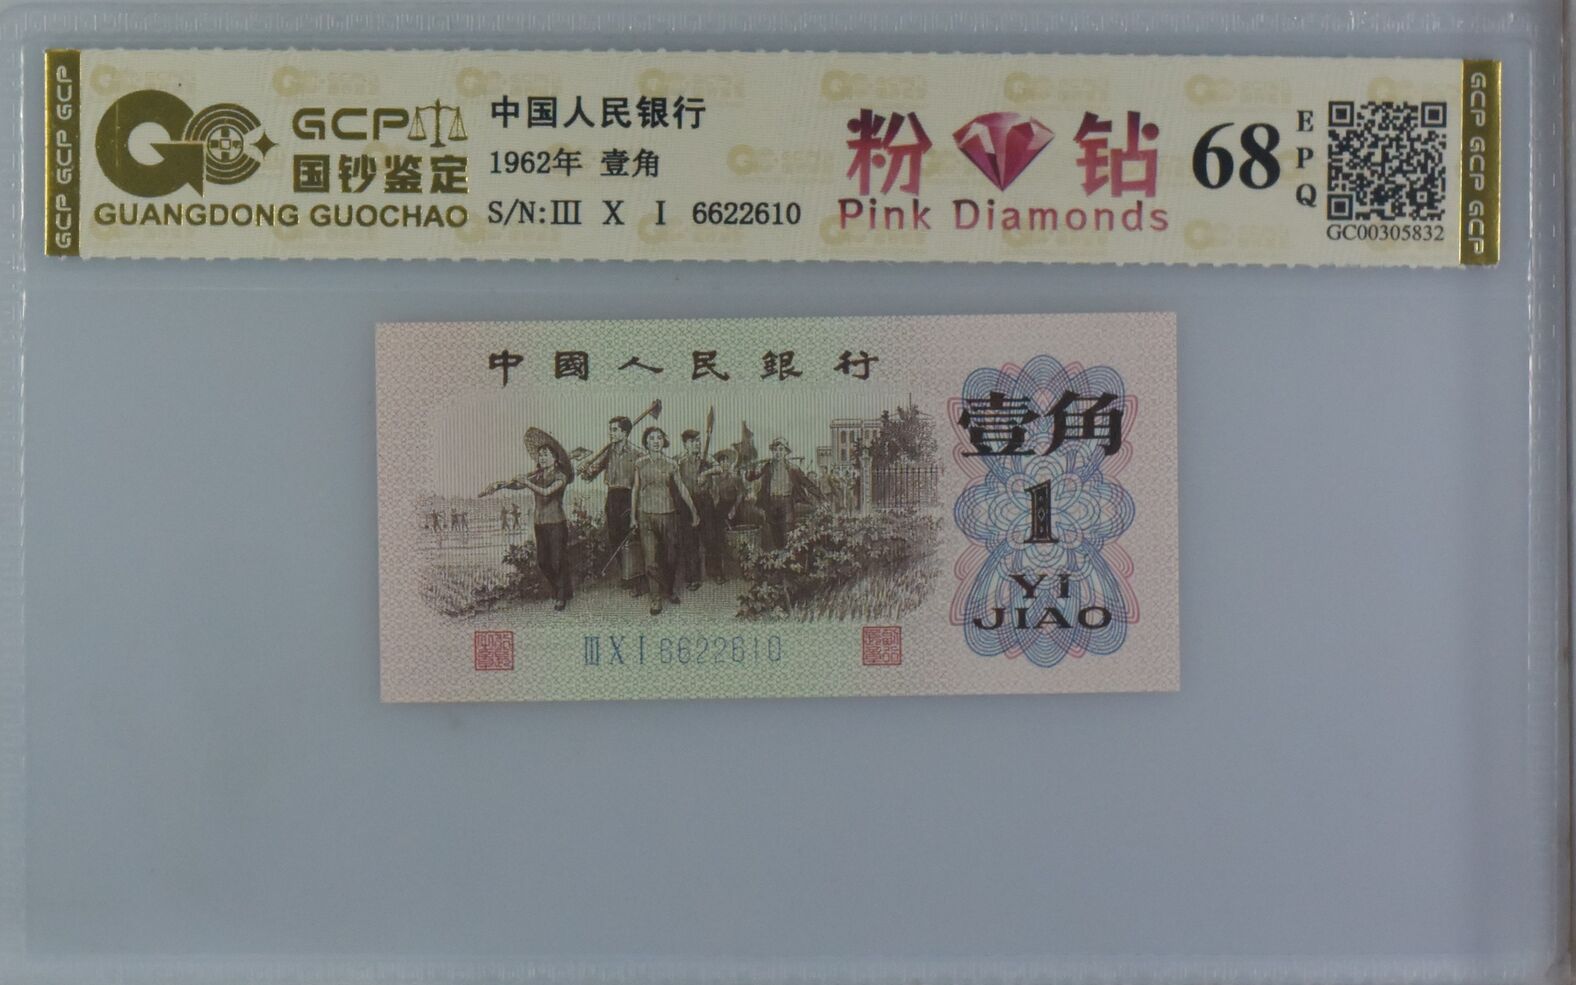 GCP GCP GCP
GCP
国钞鉴定
GUANGDONG GUOCHAO
中国人民银行
1962年 壹角
S/N:III X I 6622610
粉 钻
Pink Diamonds
68
EPQ
GC00305832
GCP GCP GCP
中國人民銀行
壹角
1
YI
JIAO
III X I 6622610